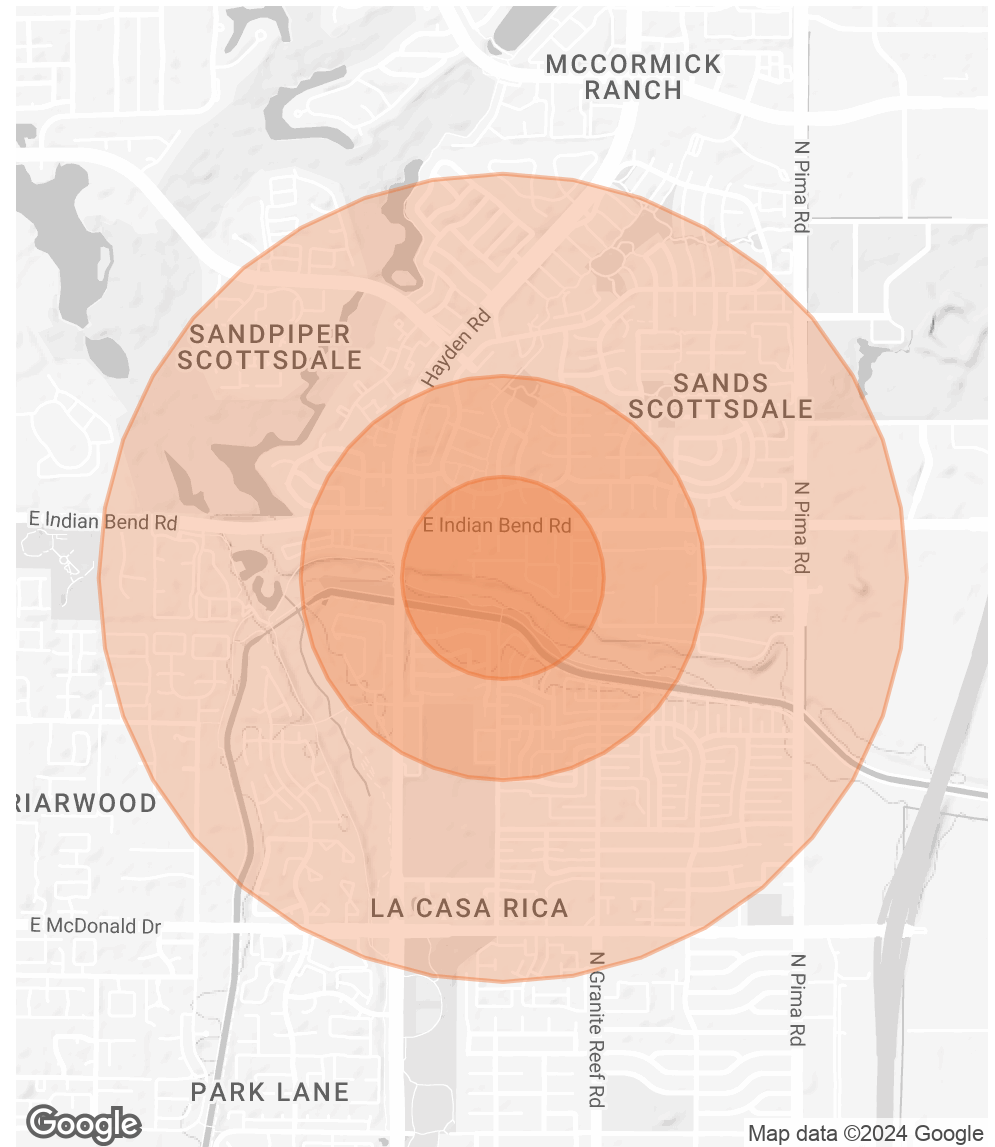 MCCORMICK
RANCH
N Pima Rd
Hayden Rd
SANDPIPER
SCOTTSDALE
SANDS
SCOTTSDALE
E Indian Bend Rd
E Indian Bend Rd
N Pima Rd
RIARWOOD
LA CASA RICA
E McDonald Dr
N Granite Reef Rd
N Pima Rd
PARK LANE
Google
Map data ©2024 Google